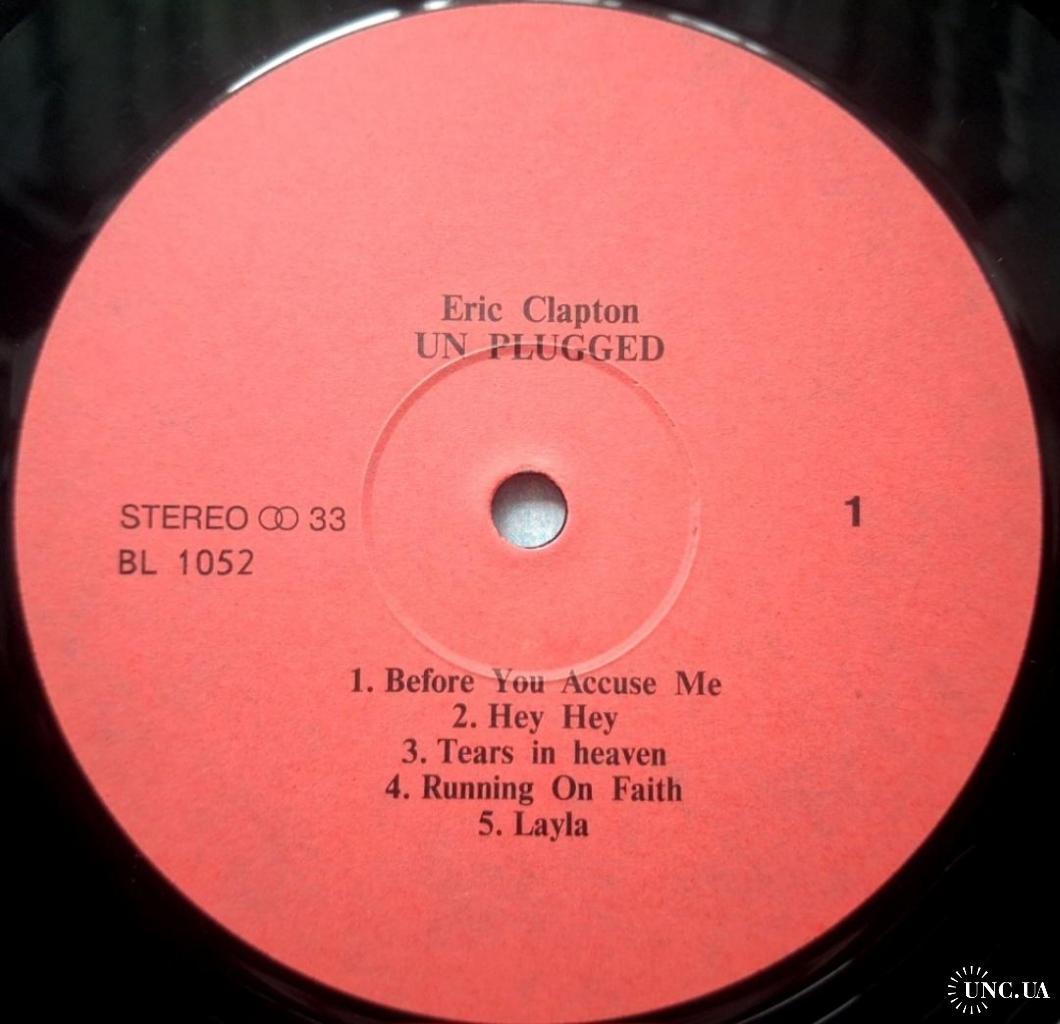 Eric Clapton
UN PLUGGED
STEREO 33
BL 1052
1
1. Before You Accuse Me
2. Hey Hey
3. Tears in heaven
4. Running On Faith
5. Layla
UNC.UA